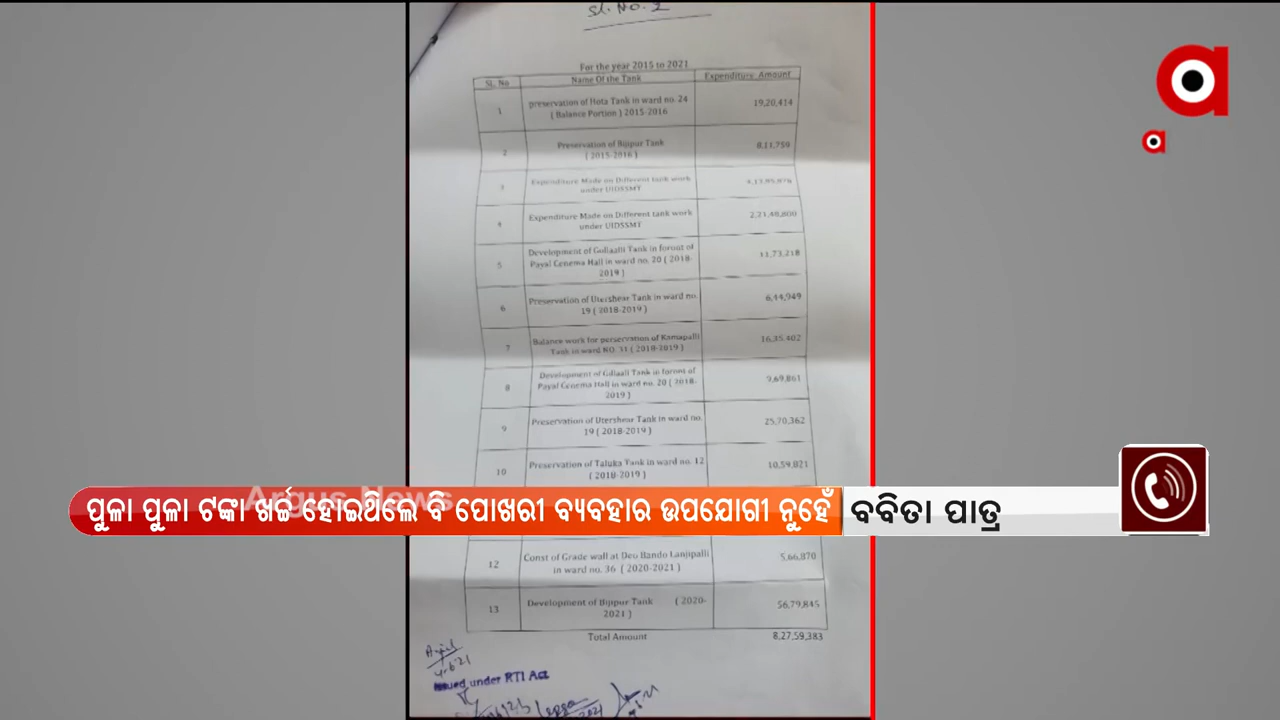 Sl. No. 2
For the year 2015 to 2021
Sl. No Name Of the Tank Expenditure Amount
1 preservation of Hota Tank in ward no. 24 ( Balance Portion ) 2015-2016 19,20,414
2 Preservation of Bijipur Tank ( 2015-2016 ) 8,11,759
3 Expenditure Made on Different tank work under UIDSSMT
4 Expenditure Made on Different tank work under UIDSSMT 2,21,48,800
5 Development of Giliaalli Tank in foront of Payal Cenema Hall in ward no. 20 ( 2018-2019 ) 11,73,218
6 Preservation of Utershear Tank in ward no. 19 ( 2018-2019 ) 6,44,949
7 Balance work for perservation of Kamapalli Tank in ward NO. 31 ( 2018-2019 ) 16,35,402
8 Development of Gillaali Tank in foront of Payal Cenema Hall in ward no. 20 ( 2018-2019 ) 9,69,861
9 Preservation of Utershear Tank in ward no. 19 ( 2018-2019 ) 25,70,362
10 Preservation of Taluka Tank in ward no. 12 ( 2018-2019 ) 10,59,821
Argus News
ପୁଳା ପୁଳା ଟଙ୍କା ଖର୍ଚ୍ଚ ହୋଇଥିଲେ ବି ପୋଖରୀ ବ୍ୟବହାର ଉପଯୋଗୀ ନୁହେଁ
ବବିତା ପାତ୍ର
12 Const of Grade wall at Deo Bando Lanjipalli in ward no. 36 ( 2020-2021 ) 5,66,870
13 Development of Bijipur Tank ( 2020-2021 ) 56,79,845
Total Amount 8,27,59,383
Issued under RTI Act